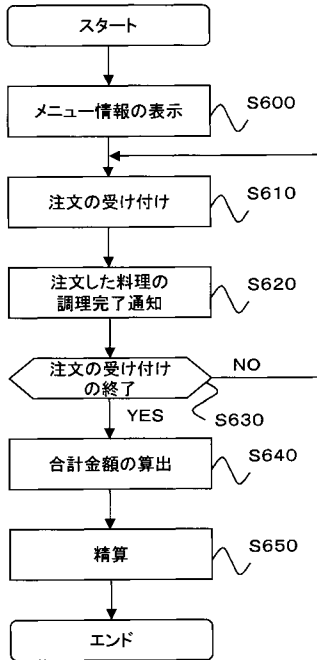 スタート
メニュー情報の表示
S600
注文の受け付け
S610
注文した料理の
調理完了通知
S620
注文の受け付け
の終了
NO
YES
S630
合計金額の算出
S640
精算
S650
エンド